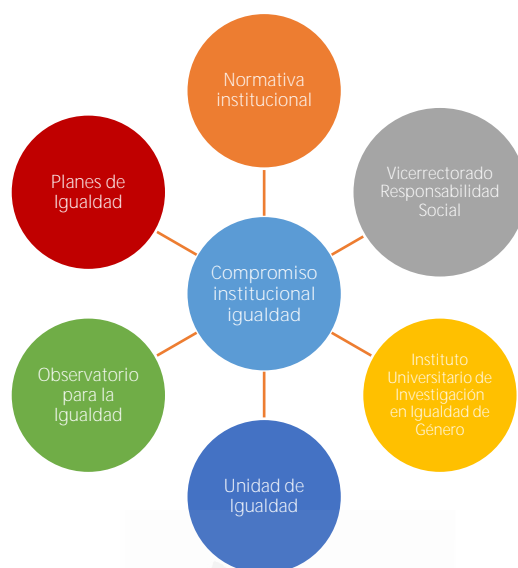 Normativa
institucional
Vicerrectorado
Responsabilidad
Social
Instituto
Universitario de
Investigación
en Igualdad de
Género
Unidad de
Igualdad
Observatorio
para la
Igualdad
Planes de
Igualdad
Compromiso
institucional
igualdad